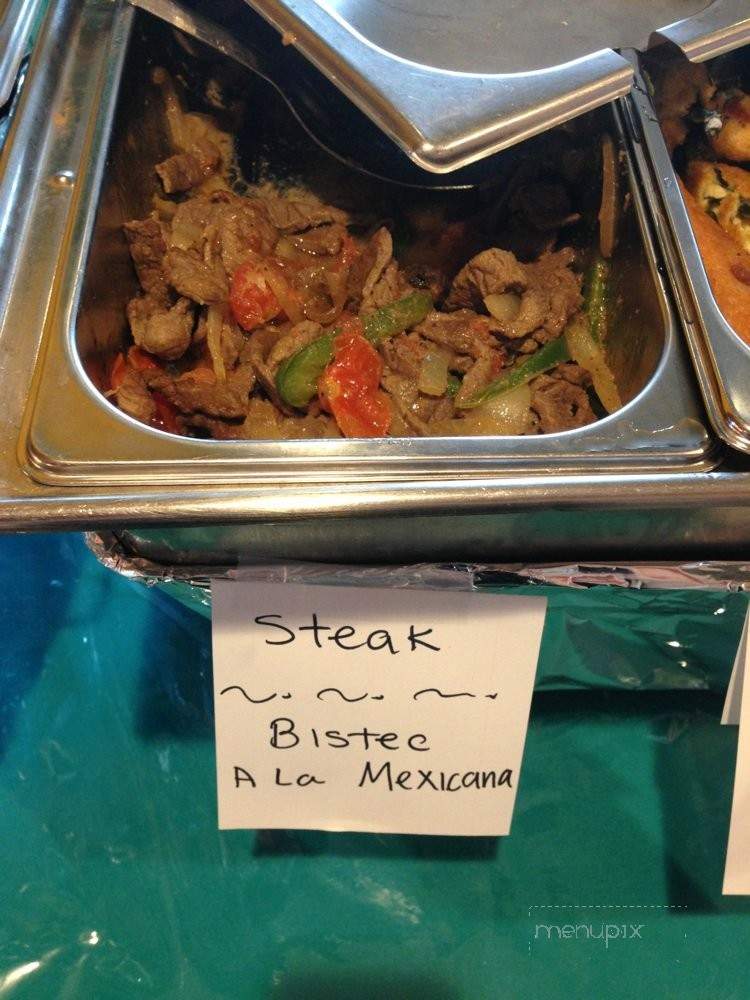 Steak
~. ~. ~.
Bistec
A La Mexicana
menupix